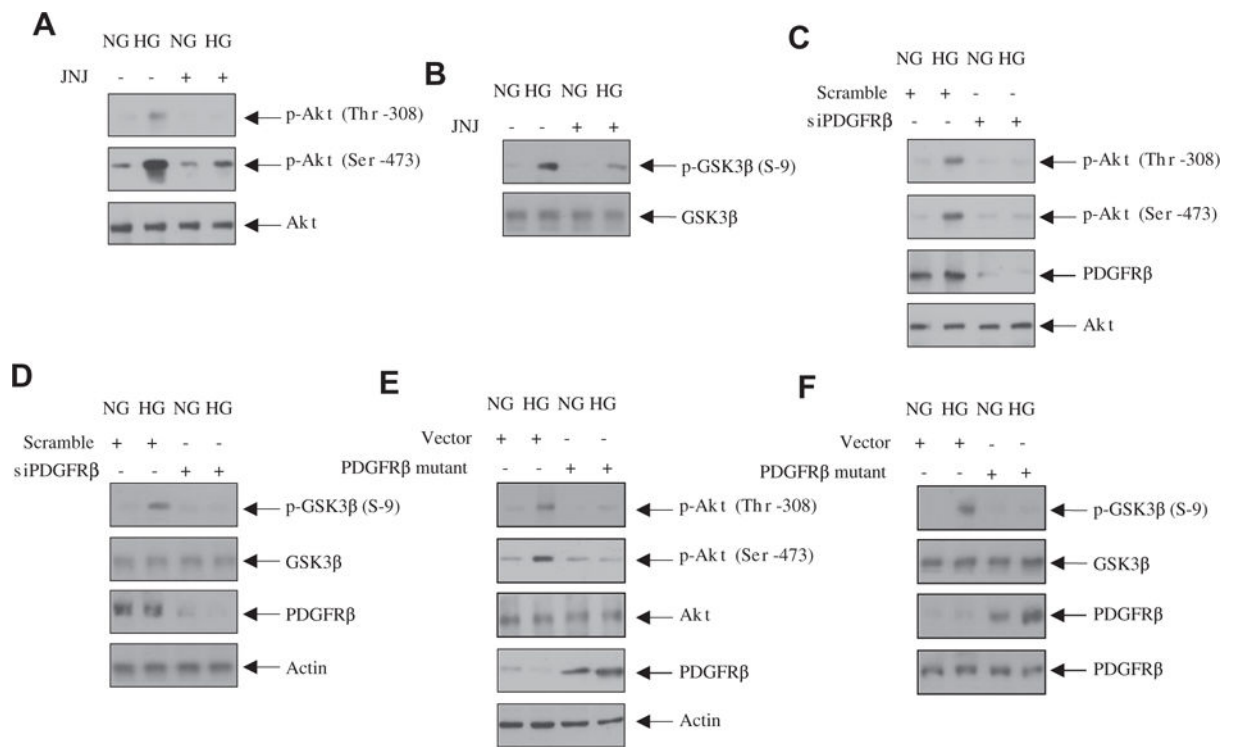 A
NG HG NG HG
JNJ - - + +
p-Akt (Thr-308)
p-Akt (Ser-473)
Akt
B
NG HG NG HG
JNJ - - + +
p-GSK3β (S-9)
GSK3β
C
NG HG NG HG
Scramble + + - -
siPDGFRβ - - + +
p-Akt (Thr-308)
p-Akt (Ser-473)
PDGFRβ
Akt
D
NG HG NG HG
Scramble + + - -
siPDGFRβ - - + +
p-GSK3β (S-9)
GSK3β
PDGFRβ
Actin
E
NG HG NG HG
Vector + + - -
PDGFRβ mutant - - + +
p-Akt (Thr-308)
p-Akt (Ser-473)
Akt
PDGFRβ
Actin
F
NG HG NG HG
Vector + + - -
PDGFRβ mutant - - + +
p-GSK3β (S-9)
GSK3β
PDGFRβ
PDGFRβ